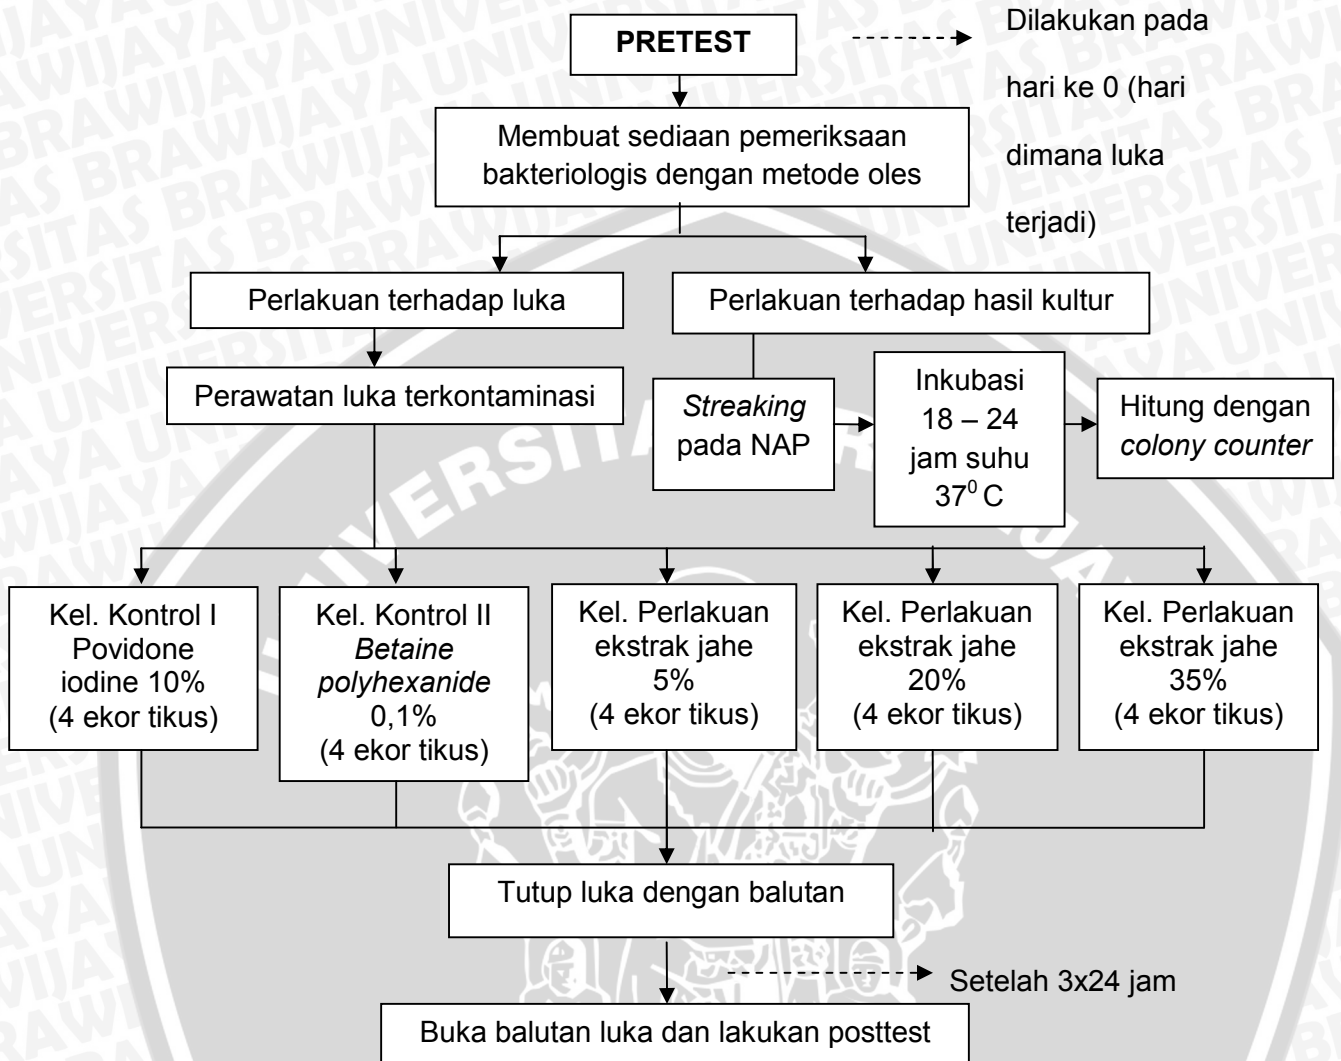 PRETEST
Dilakukan pada
hari ke 0 (hari
dimana luka
terjadi)
Membuat sediaan pemeriksaan
bakteriologis dengan metode oles
Perlakuan terhadap luka
Perlakuan terhadap hasil kultur
Perawatan luka terkontaminasi
Streaking
pada NAP
Inkubasi
18 – 24
jam suhu
37⁰ C
Hitung dengan
colony counter
Kel. Kontrol I
Povidone
iodine 10%
(4 ekor tikus)
Kel. Kontrol II
Betaine
polyhexanide
0,1%
(4 ekor tikus)
Kel. Perlakuan
ekstrak jahe
5%
(4 ekor tikus)
Kel. Perlakuan
ekstrak jahe
20%
(4 ekor tikus)
Kel. Perlakuan
ekstrak jahe
35%
(4 ekor tikus)
Tutup luka dengan balutan
Setelah 3x24 jam
Buka balutan luka dan lakukan posttest